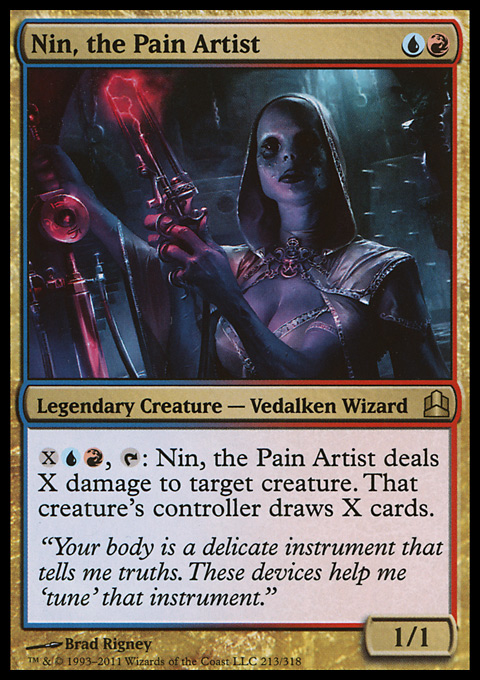 Nin, the Pain Artist
Legendary Creature — Vedalken Wizard
X, : Nin, the Pain Artist deals
X damage to target creature. That
creature's controller draws X cards.
“Your body is a delicate instrument that
tells me truths. These devices help me
‘tune’ that instrument.”
Brad Rigney
1/1
™ & © 1993–2011 Wizards of the Coast LLC 213/318